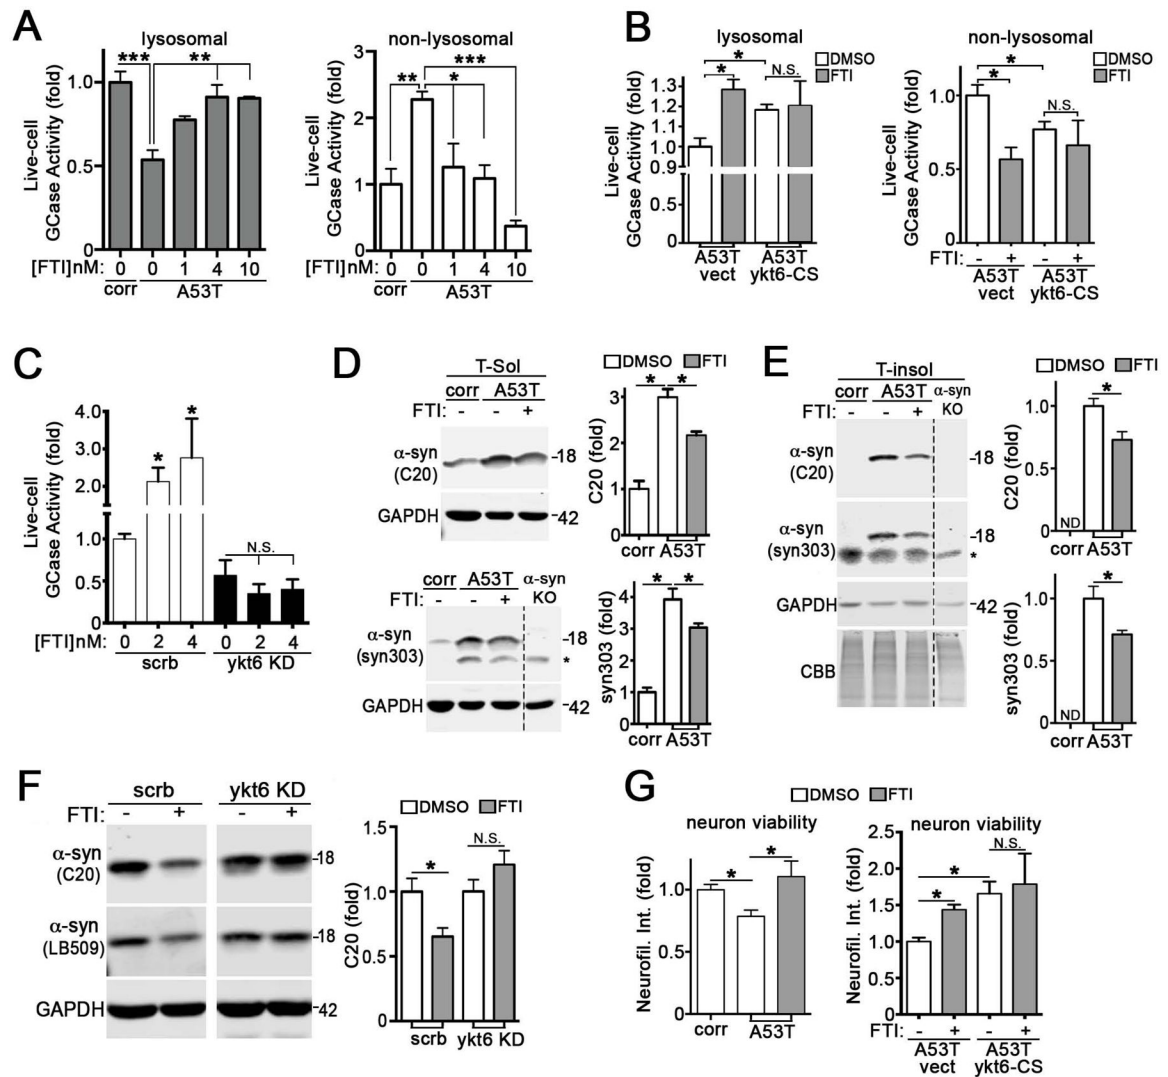 A
lysosomal
*** **
Live-cell
GCase Activity (fold)
1.0
0.5
0
[FTI]nM: 0 0 1 4 10
corr A53T
non-lysosomal
***
** *
Live-cell
GCase Activity (fold)
3
2
1
0
0 0 1 4 10
corr A53T
B
lysosomal
DMSO
FTI
*
* N.S.
Live-cell
GCase Activity (fold)
1.3
1.2
1.1
1.0
0.9
0.5
0
A53T A53T
vect ykt6-CS
non-lysosomal
DMSO
FTI
*
* N.S.
Live-cell
GCase Activity (fold)
1.0
0.5
0
FTI: - + - +
A53T A53T
vect ykt6-CS
C
Live-cell
GCase Activity (fold)
4.0
3.0
2.0
1.0
0.5
0
* *
N.S.
[FTI]nM: 0 2 4 0 2 4
scrb ykt6 KD
D
T-Sol
corr A53T
FTI: - - +
α-syn
(C20)
-18
GAPDH
-42
corr A53T α-syn
FTI: - - + KO
α-syn
(syn303)
-18
*
GAPDH
-42
DMSO FTI
* *
C20 (fold)
3
2
1
0
corr A53T
* *
syn303 (fold)
4
2
1
0
corr A53T
E
T-insol
corr A53T α-syn
FTI: - - + KO
α-syn
(C20)
-18
α-syn
(syn303)
-18
*
GAPDH
-42
CBB
DMSO FTI
*
C20 (fold)
1.0
0.5
0
ND
corr A53T
*
syn303 (fold)
1.0
0.5
0
ND
corr A53T
F
scrb ykt6 KD
FTI: - + - +
α-syn
(C20)
-18
α-syn
(LB509)
-18
GAPDH
-42
DMSO FTI
C20 (fold)
1.5
1.0
0.5
0
* N.S.
scrb ykt6 KD
G
DMSO FTI
neuron viability
* *
Neurofil. Int. (fold)
1.0
0.5
0
corr A53T
neuron viability
N.S.
* *
Neurofil. Int. (fold)
2.5
2.0
1.5
1.0
0.5
0
FTI: - + - +
A53T A53T
vect ykt6-CS